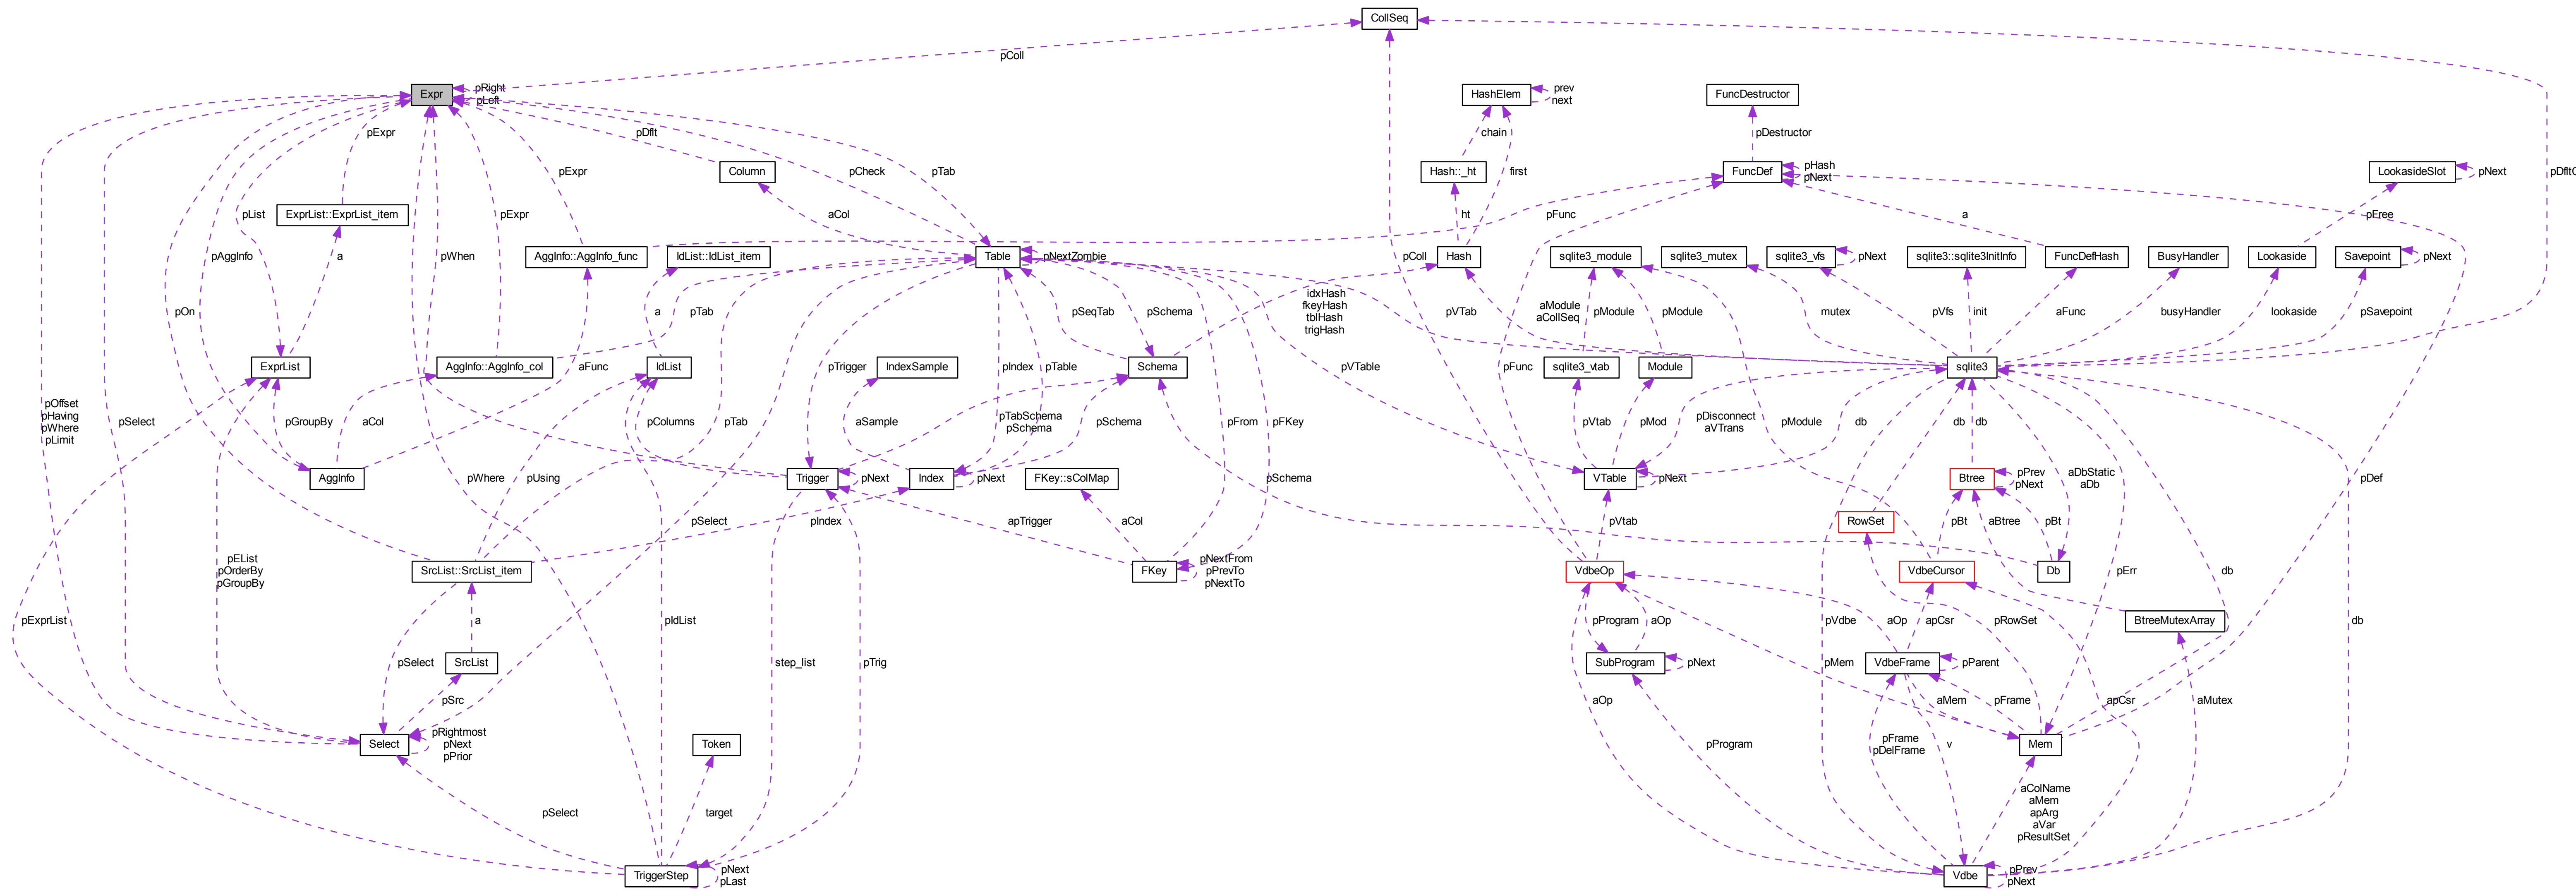 CollSeq
pColl
Expr
pRight
pLeft
HashElem
prev
next
FuncDestructor
pExpr
pDflt
chain
pDestructor
Column
pCheck
pTab
Hash::_ht
first
FuncDef
pHash
pNext
LookasideSlot
pNext
pDfltC
pExpr
ExprList::ExprList_item
pList
pExpr
aCol
ht
pFunc
a
pFree
pAggInfo
a
pWhen
AggInfo::AggInfo_func
IdList::IdList_item
Table
pNextZombie
Hash
pColl
sqlite3_module
sqlite3_mutex
sqlite3_vfs
pNext
sqlite3::sqlite3InitInfo
FuncDefHash
BusyHandler
Lookaside
Savepoint
pNext
pOn
a
pTab
pSeqTab
pSchema
idxHash
fkeyHash
tblHash
trigHash
pVTab
aModule
aCollSeq
pModule
pModule
mutex
pVfs
init
aFunc
busyHandler
lookaside
pSavepoint
ExprList
AggInfo::AggInfo_col
aFunc
IdList
pTrigger
IndexSample
pIndex
pTable
Schema
pVTable
pFunc
sqlite3_vtab
Module
sqlite3
pOffset
pHaving
pWhere
pLimit
pSelect
pGroupBy
aCol
pColumns
pTab
aSample
pTabSchema
pSchema
pSchema
pFrom
pFKey
pVtab
pMod
pDisconnect
aVTrans
pModule
db
db
db
aDbStatic
aDb
pDef
AggInfo
pWhere
pUsing
Trigger
pNext
Index
pNext
FKey::sColMap
pSchema
VTable
pNext
Btree
pPrev
pNext
pSelect
pIndex
apTrigger
aCol
pVtab
RowSet
pBt
aBtree
pBt
pEList
pOrderBy
pGroupBy
SrcList::SrcList_item
FKey
pNextFrom
pPrevTo
pNextTo
VdbeOp
VdbeCursor
Db
pErr
db
pExprList
a
pIdList
pProgram
aOp
pVdbe
aOp
apCsr
pRowSet
BtreeMutexArray
db
pSelect
SrcList
step_list
pTrig
SubProgram
pNext
pMem
VdbeFrame
pParent
pSrc
aOp
aMem
pFrame
apCsr
aMutex
Select
pRightmost
pNext
pPrior
Token
pProgram
pFrame
pDelFrame
v
Mem
pSelect
target
aColName
aMem
apArg
aVar
pResultSet
TriggerStep
pNext
pLast
Vdbe
pPrev
pNext